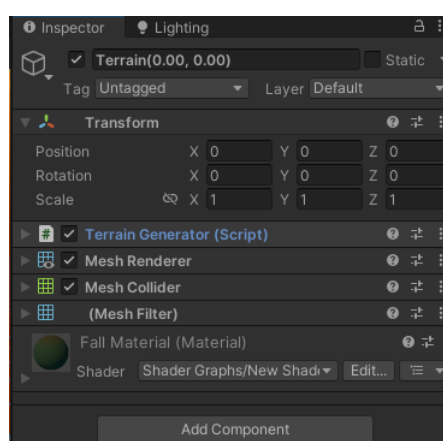 Inspector Lighting
Terrain(0.00, 0.00) Static
Tag Untagged Layer Default
Transform
Position X 0 Y 0 Z 0
Rotation X 0 Y 0 Z 0
Scale X 1 Y 1 Z 1
# Terrain Generator (Script)
Mesh Renderer
Mesh Collider
(Mesh Filter)
Fall Material (Material)
Shader Shader Graphs/New Shade Edit...
Add Component